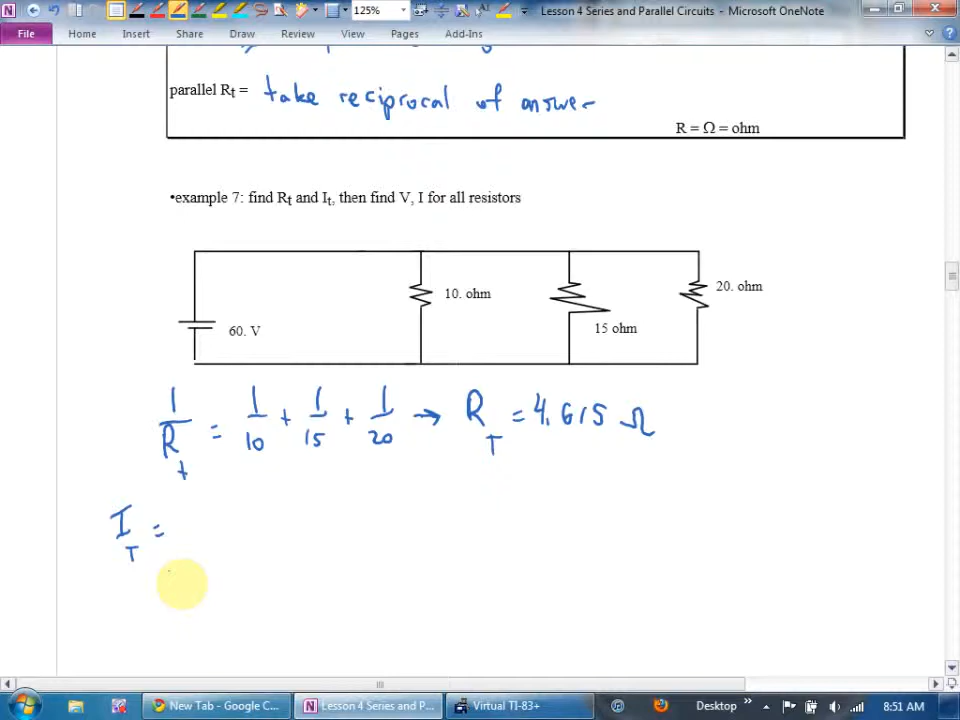 Lesson 4 Series and Parallel Circuits - Microsoft OneNote
125%
File Home Insert Share Draw Review View Pages Add-Ins
parallel Rt = take reciprocal of answer
R = Ω = ohm
•example 7: find Rt and It, then find V, I for all resistors
10. ohm
20. ohm
60. V
15 ohm
1/Rt = 1/10 + 1/15 + 1/20 → RT = 4.615 Ω
IT =
New Tab - Google C...
Lesson 4 Series and P...
Virtual TI-83+
Desktop
8:51 AM